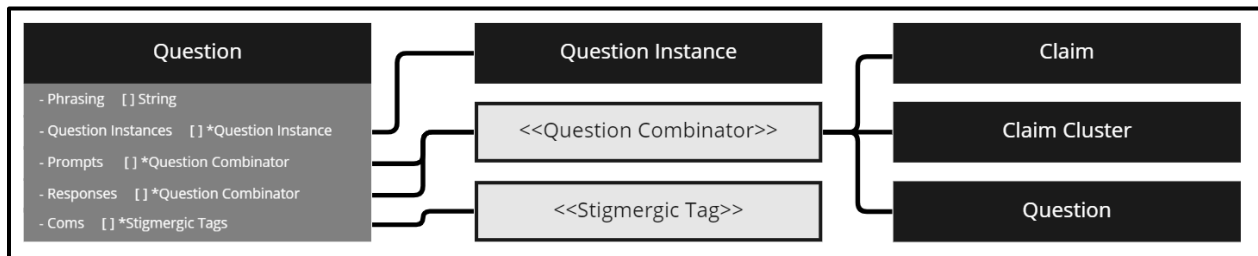 Question
- Phrasing [ ] String
- Question Instances [ ] *Question Instance
- Prompts [ ] *Question Combinator
- Responses [ ] *Question Combinator
- Coms [ ] *Stigmergic Tags
Question Instance
<<Question Combinator>>
<<Stigmergic Tag>>
Claim
Claim Cluster
Question